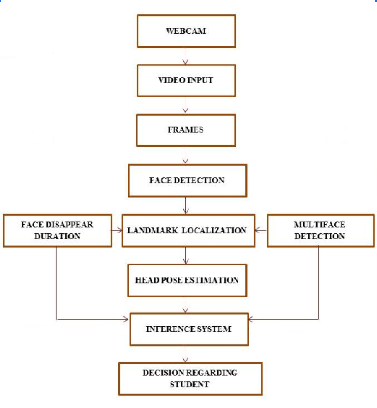 WEBCAM
VIDEO INPUT
FRAMES
FACE DETECTION
FACE DISAPPEAR
DURATION
LANDMARK LOCALIZATION
MULTIFACE
DETECTION
HEAD POSE ESTIMATION
INFERENCE SYSTEM
DECISION REGARDING
STUDENT